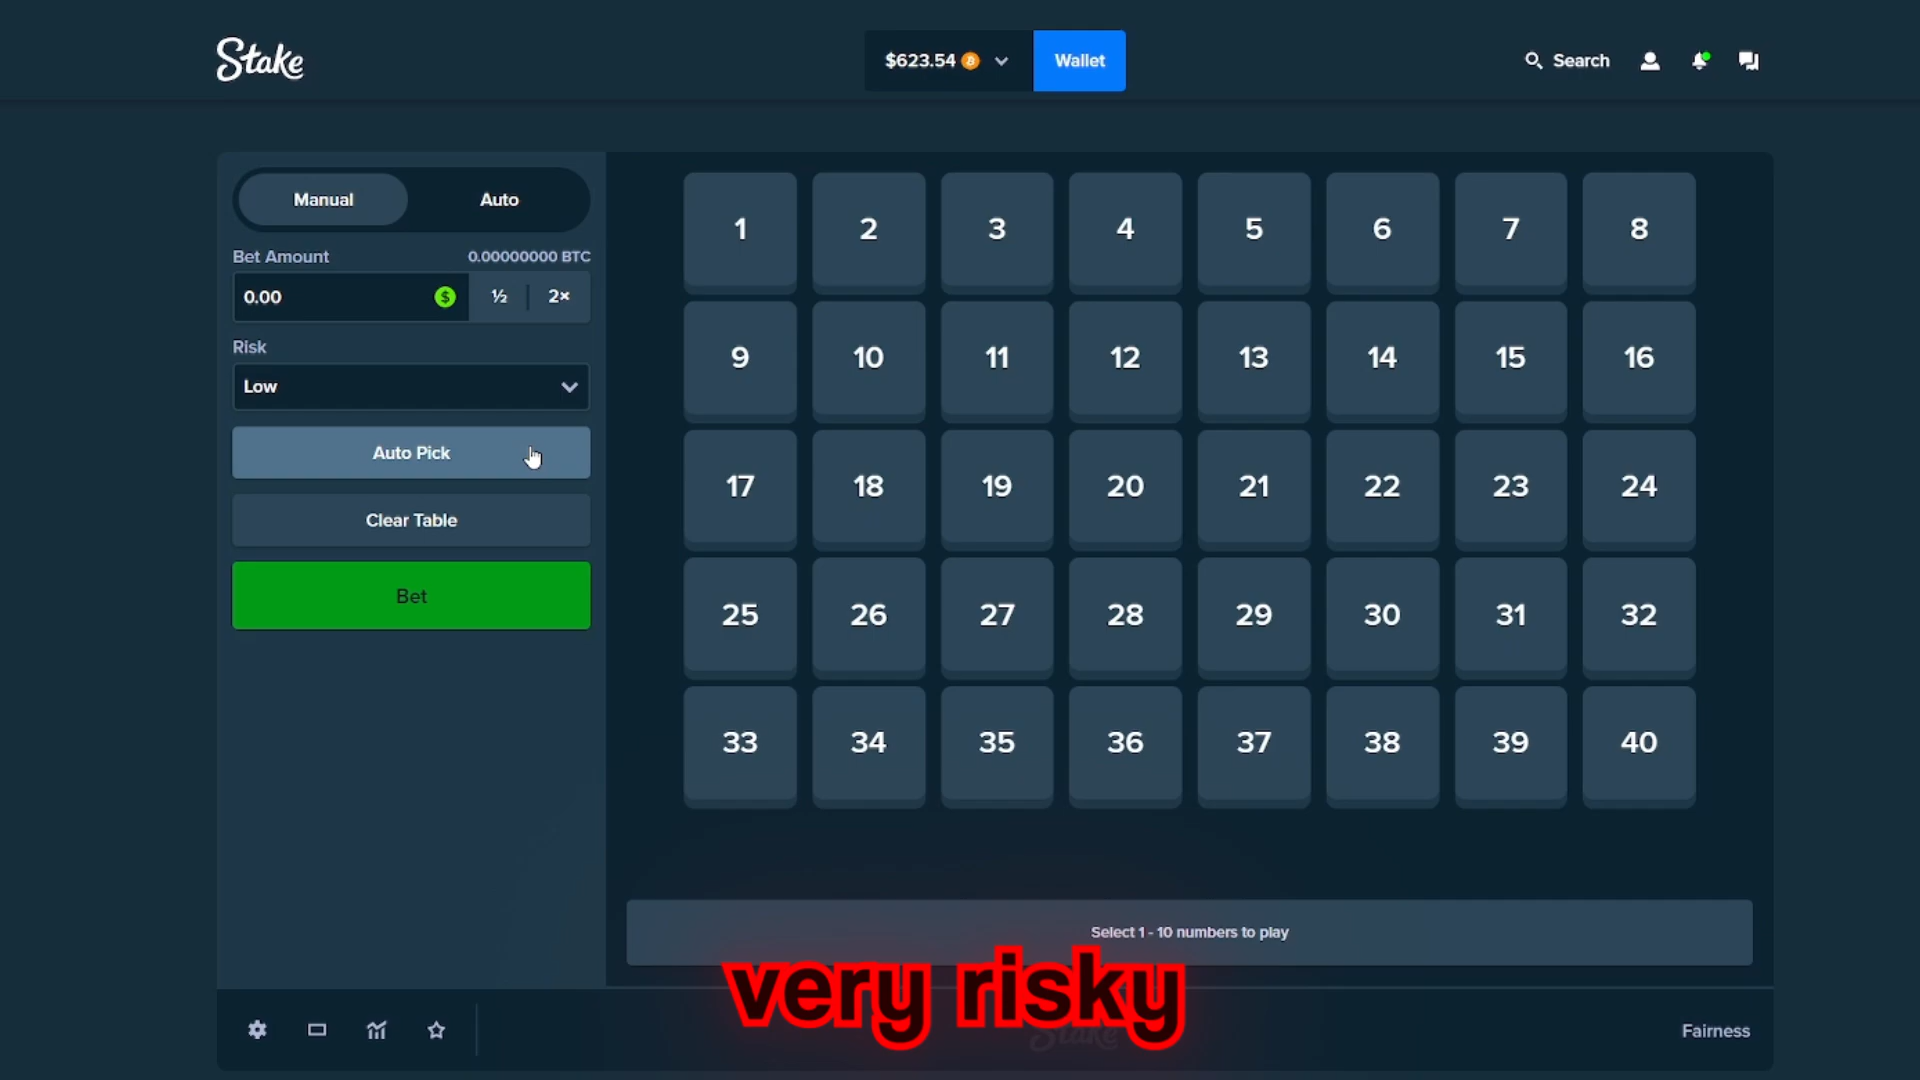 Stake
$623.54
Wallet
Search
Manual
Auto
Bet Amount
0.00000000 BTC
0.00
$
½
2×
Risk
Low
Auto Pick
Clear Table
Bet
1 2 3 4 5 6 7 8
9 10 11 12 13 14 15 16
17 18 19 20 21 22 23 24
25 26 27 28 29 30 31 32
33 34 35 36 37 38 39 40
Select 1 - 10 numbers to play
very risky
Stake
Fairness